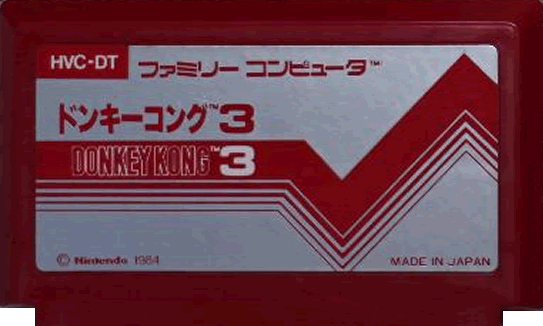 HVC-DT ファミリーコンピュータ™
ドンキーコング™3
DONKEY KONG™3
© Nintendo 1984
MADE IN JAPAN